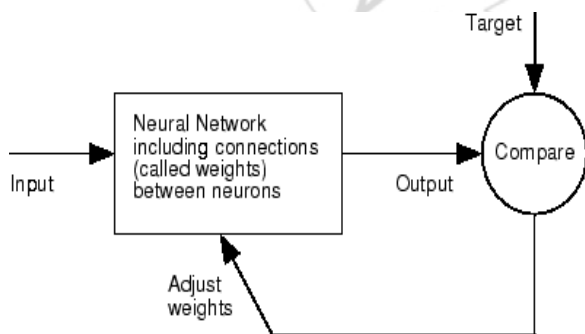 Target
Neural Network
including connections
(called weights)
between neurons
Compare
Input
Output
Adjust
weights